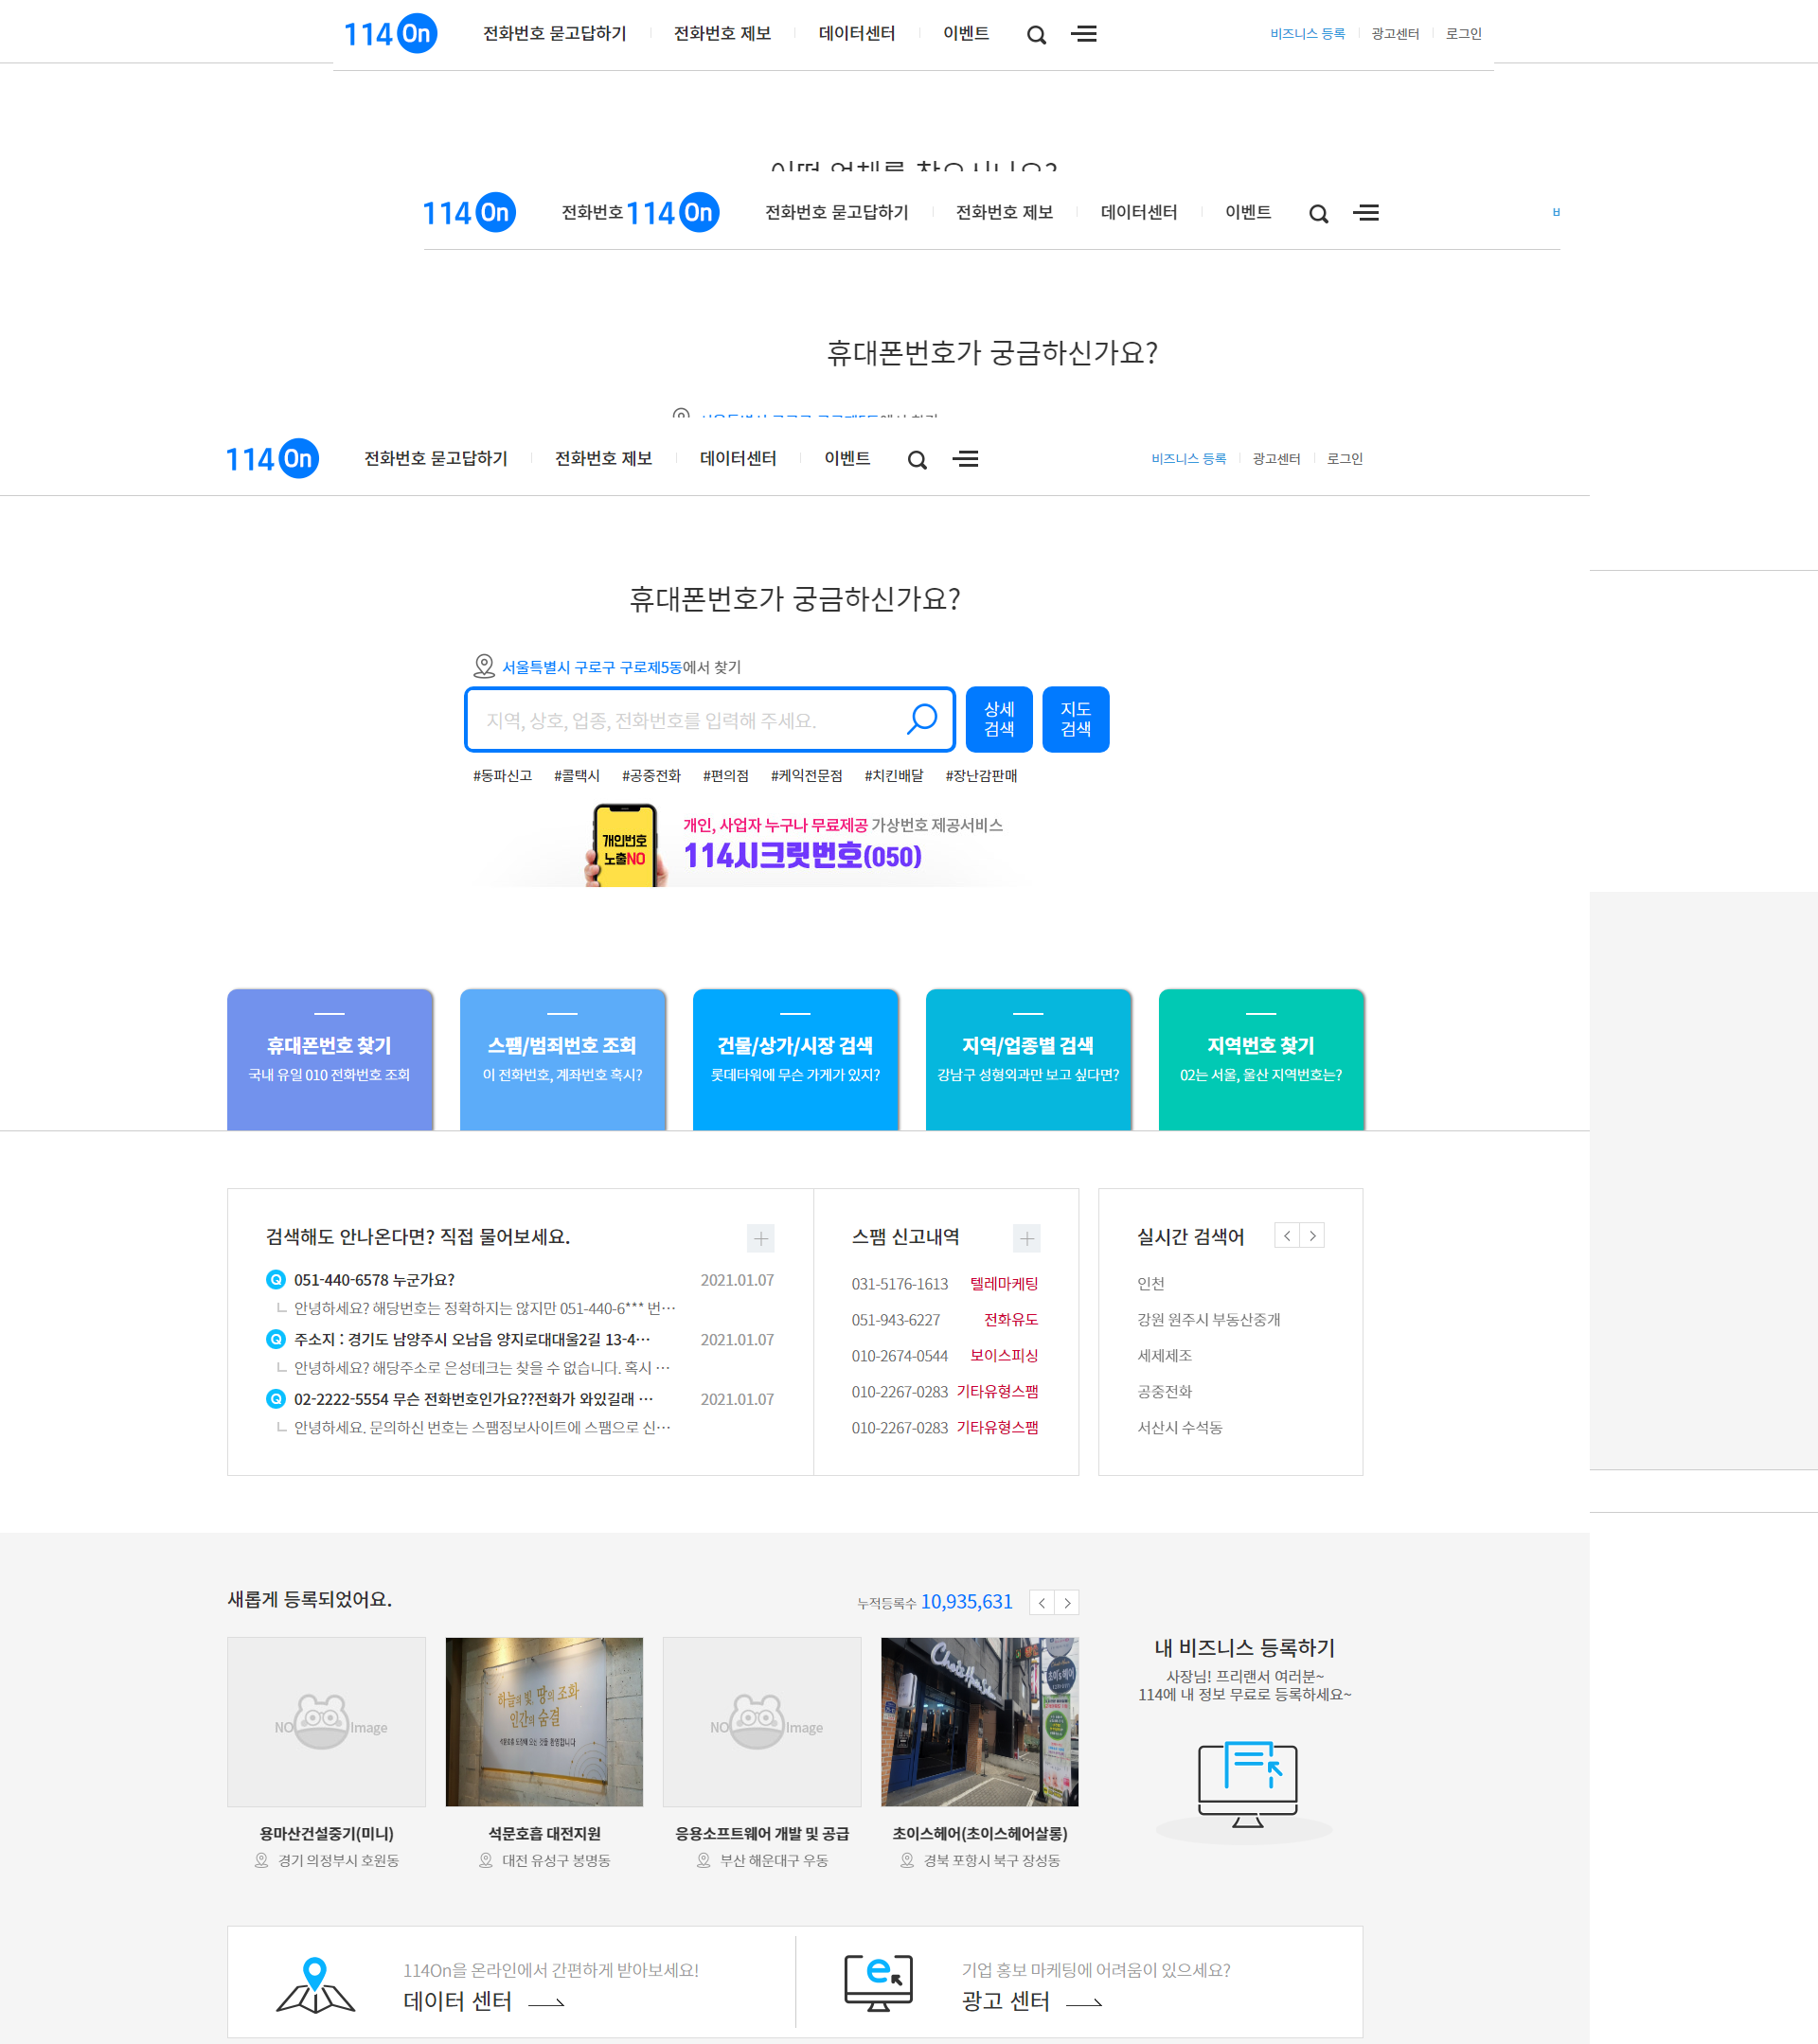 114 On 전화번호 묻고답하기 전화번호 제보 데이터센터 이벤트 비즈니스 등록 광고센터 로그인
어떤 업체를 찾으시나요?
114 On 전화번호 114 On 전화번호 묻고답하기 전화번호 제보 데이터센터 이벤트 비
휴대폰번호가 궁금하신가요?
서울특별시 구로구 구로제5동에서 찾기
114 On 전화번호 묻고답하기 전화번호 제보 데이터센터 이벤트 비즈니스 등록 광고센터 로그인
휴대폰번호가 궁금하신가요?
서울특별시 구로구 구로제5동에서 찾기
지역, 상호, 업종, 전화번호를 입력해 주세요.
상세 검색
지도 검색
#동파신고 #콜택시 #공중전화 #편의점 #케익전문점 #치킨배달 #장난감판매
개인번호
노출NO
개인, 사업자 누구나 무료제공 가상번호 제공서비스
114시크릿번호(050)
휴대폰번호 찾기
국내 유일 010 전화번호 조회
스팸/범죄번호 조회
이 전화번호, 계좌번호 혹시?
건물/상가/시장 검색
롯데타워에 무슨 가게가 있지?
지역/업종별 검색
강남구 성형외과만 보고 싶다면?
지역번호 찾기
02는 서울, 울산 지역번호는?
검색해도 안나온다면? 직접 물어보세요.
Q 051-440-6578 누군가요? 2021.01.07
안녕하세요? 해당번호는 정확하지는 않지만 051-440-6*** 번…
Q 주소지 : 경기도 남양주시 오남읍 양지로대대울2길 13-4… 2021.01.07
안녕하세요? 해당주소로 은성테크는 찾을 수 없습니다. 혹시 …
Q 02-2222-5554 무슨 전화번호인가요??전화가 와있길래 … 2021.01.07
안녕하세요. 문의하신 번호는 스팸정보사이트에 스팸으로 신…
스팸 신고내역
031-5176-1613 텔레마케팅
051-943-6227 전화유도
010-2674-0544 보이스피싱
010-2267-0283 기타유형스팸
010-2267-0283 기타유형스팸
실시간 검색어
인천
강원 원주시 부동산중개
세제제조
공중전화
서산시 수석동
새롭게 등록되었어요.
누적등록수 10,935,631
NO Image
하늘의 빛, 땅의 조화
인간의 숨결
NO Image
용마산건설중기(미니)
경기 의정부시 호원동
석문호흡 대전지원
대전 유성구 봉명동
응용소프트웨어 개발 및 공급
부산 해운대구 우동
초이스헤어(초이스헤어살롱)
경북 포항시 북구 장성동
내 비즈니스 등록하기
사장님! 프리랜서 여러분~
114에 내 정보 무료로 등록하세요~
114On을 온라인에서 간편하게 받아보세요!
데이터 센터
기업 홍보 마케팅에 어려움이 있으세요?
광고 센터